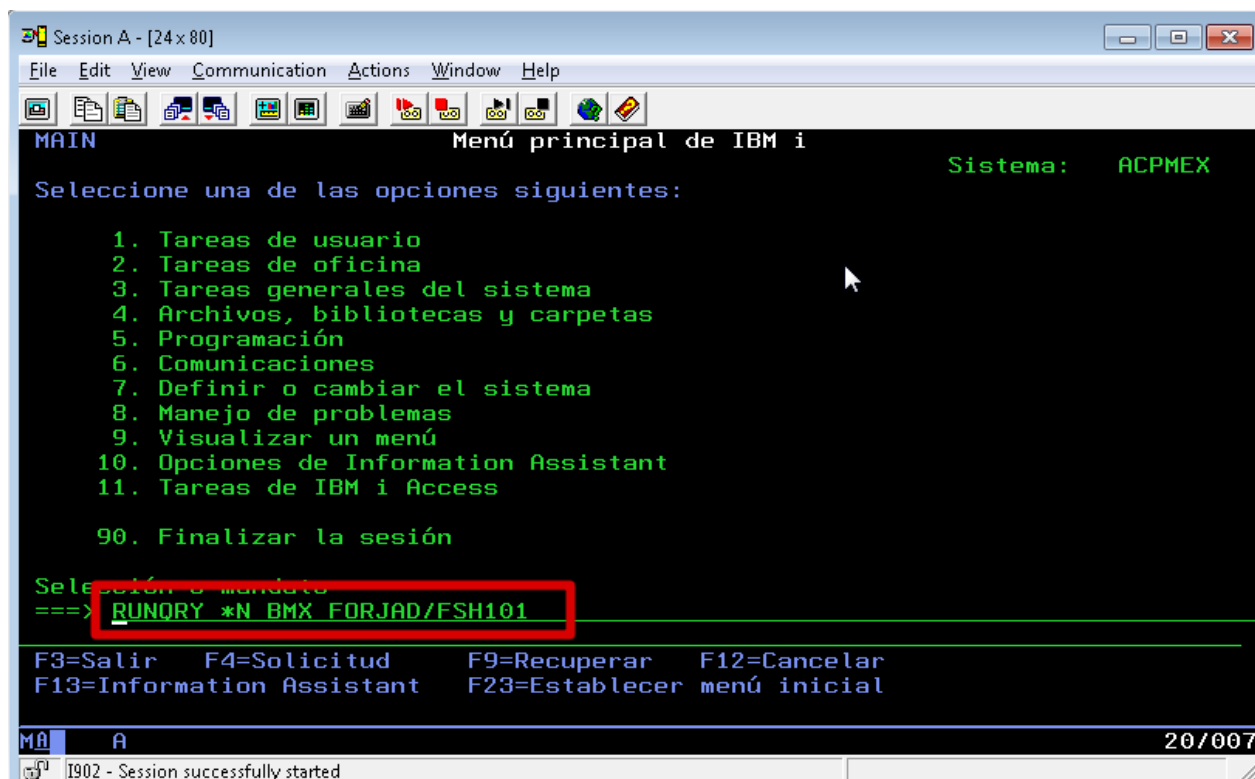 Session A - [24 x 80]
File Edit View Communication Actions Window Help
MAIN Menú principal de IBM i
Sistema: ACPMEX
Seleccione una de las opciones siguientes:
1. Tareas de usuario
2. Tareas de oficina
3. Tareas generales del sistema
4. Archivos, bibliotecas y carpetas
5. Programación
6. Comunicaciones
7. Definir o cambiar el sistema
8. Manejo de problemas
9. Visualizar un menú
10. Opciones de Information Assistant
11. Tareas de IBM i Access
90. Finalizar la sesión
Selección o mandato
===> RUNQRY *N BMX FORJAD/FSH101
F3=Salir F4=Solicitud F9=Recuperar F12=Cancelar
F13=Information Assistant F23=Establecer menú inicial
MA A 20/007
I902 - Session successfully started